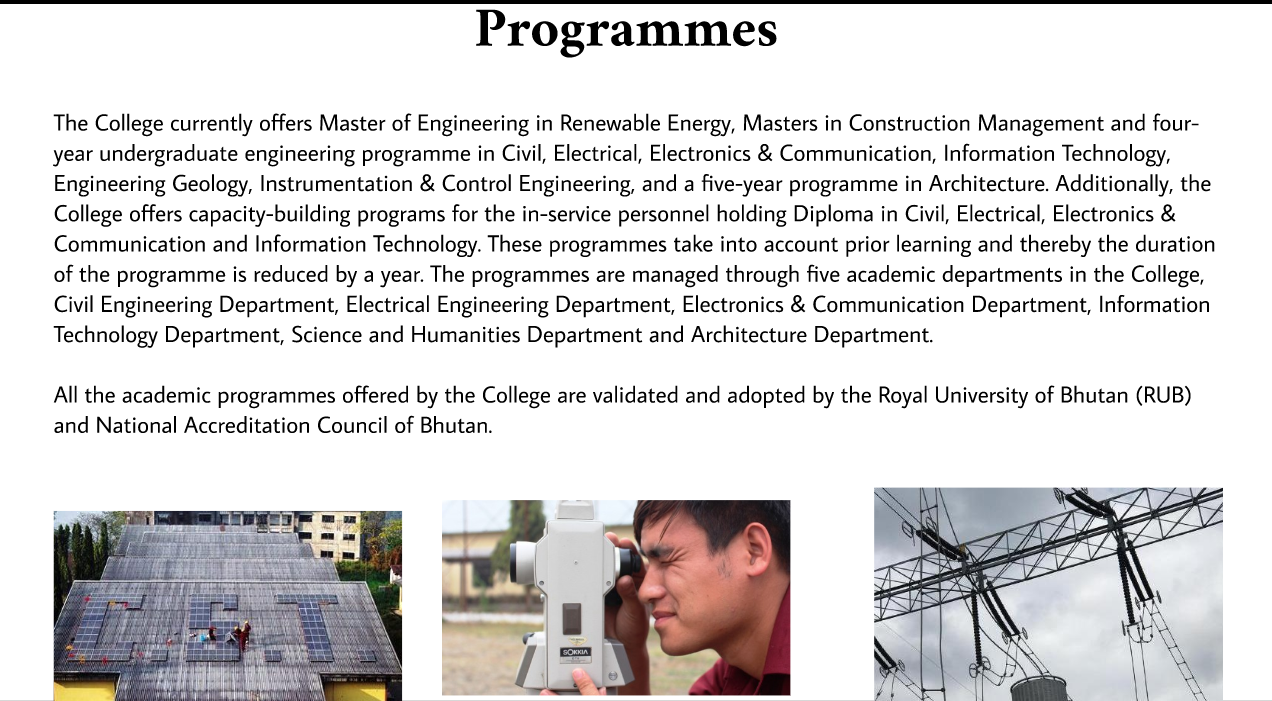 Programmes
The College currently offers Master of Engineering in Renewable Energy, Masters in Construction Management and four-
year undergraduate engineering programme in Civil, Electrical, Electronics & Communication, Information Technology,
Engineering Geology, Instrumentation & Control Engineering, and a five-year programme in Architecture. Additionally, the
College offers capacity-building programs for the in-service personnel holding Diploma in Civil, Electrical, Electronics &
Communication and Information Technology. These programmes take into account prior learning and thereby the duration
of the programme is reduced by a year. The programmes are managed through five academic departments in the College,
Civil Engineering Department, Electrical Engineering Department, Electronics & Communication Department, Information
Technology Department, Science and Humanities Department and Architecture Department.
All the academic programmes offered by the College are validated and adopted by the Royal University of Bhutan (RUB)
and National Accreditation Council of Bhutan.
C.S.T.
SOKKIA